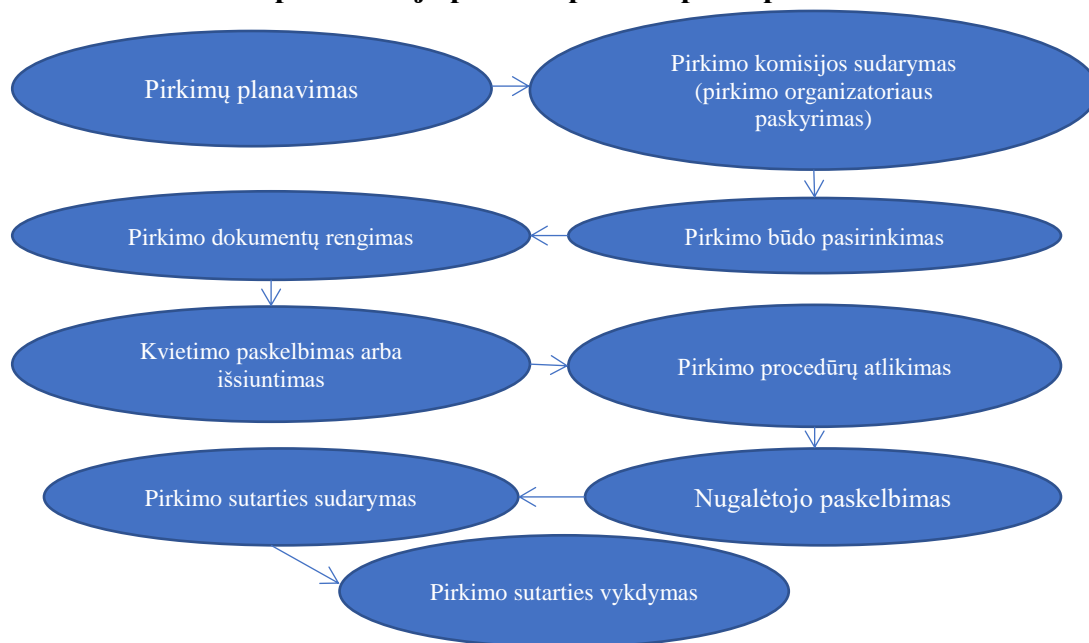 Pirkimų planavimas
Pirkimo komisijos sudarymas
(pirkimo organizatoriaus
paskyrimas)
Pirkimo būdo pasirinkimas
Pirkimo dokumentų rengimas
Kvietimo paskelbimas arba
išsiuntimas
Pirkimo procedūrų atlikimas
Nugalėtojo paskelbimas
Pirkimo sutarties sudarymas
Pirkimo sutarties vykdymas